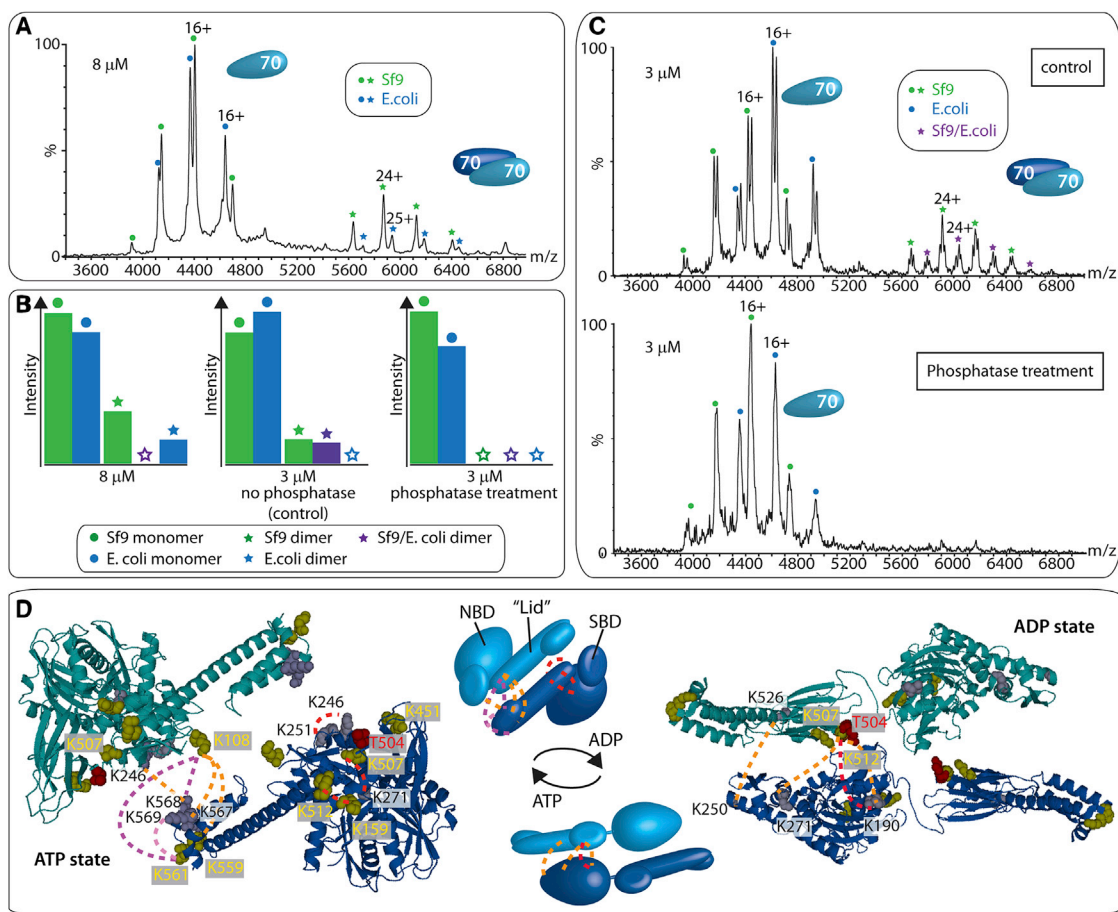 A
100
%
8 μM
16+
16+
70
Sf9
E.coli
70
70
24+
25+
3600
4000
4400
4800
5200
5600
6000
6400
6800
m/z
B
Intensity
8 μM
Intensity
3 μM
no phosphatase
(control)
Intensity
3 μM
phosphatase treatment
Sf9 monomer
Sf9 dimer
Sf9/E. coli dimer
E. coli monomer
E.coli dimer
C
100
%
0
3 μM
16+
16+
70
control
Sf9
E.coli
Sf9/E.coli
70
70
24+
24+
3600
4000
4400
4800
5200
5600
6000
6400
6800
m/z
100
%
0
3 μM
16+
16+
70
Phosphatase treatment
3600
4000
4400
4800
5200
5600
6000
6400
6800
m/z
D
K507
K108
K246
K568
K569
K567
K561
K559
ATP state
K246
K251
K451
T504
K507
K271
K512
K159
NBD
"Lid"
SBD
ADP
ATP
ADP state
K526
K507
T504
K512
K250
K271
K190